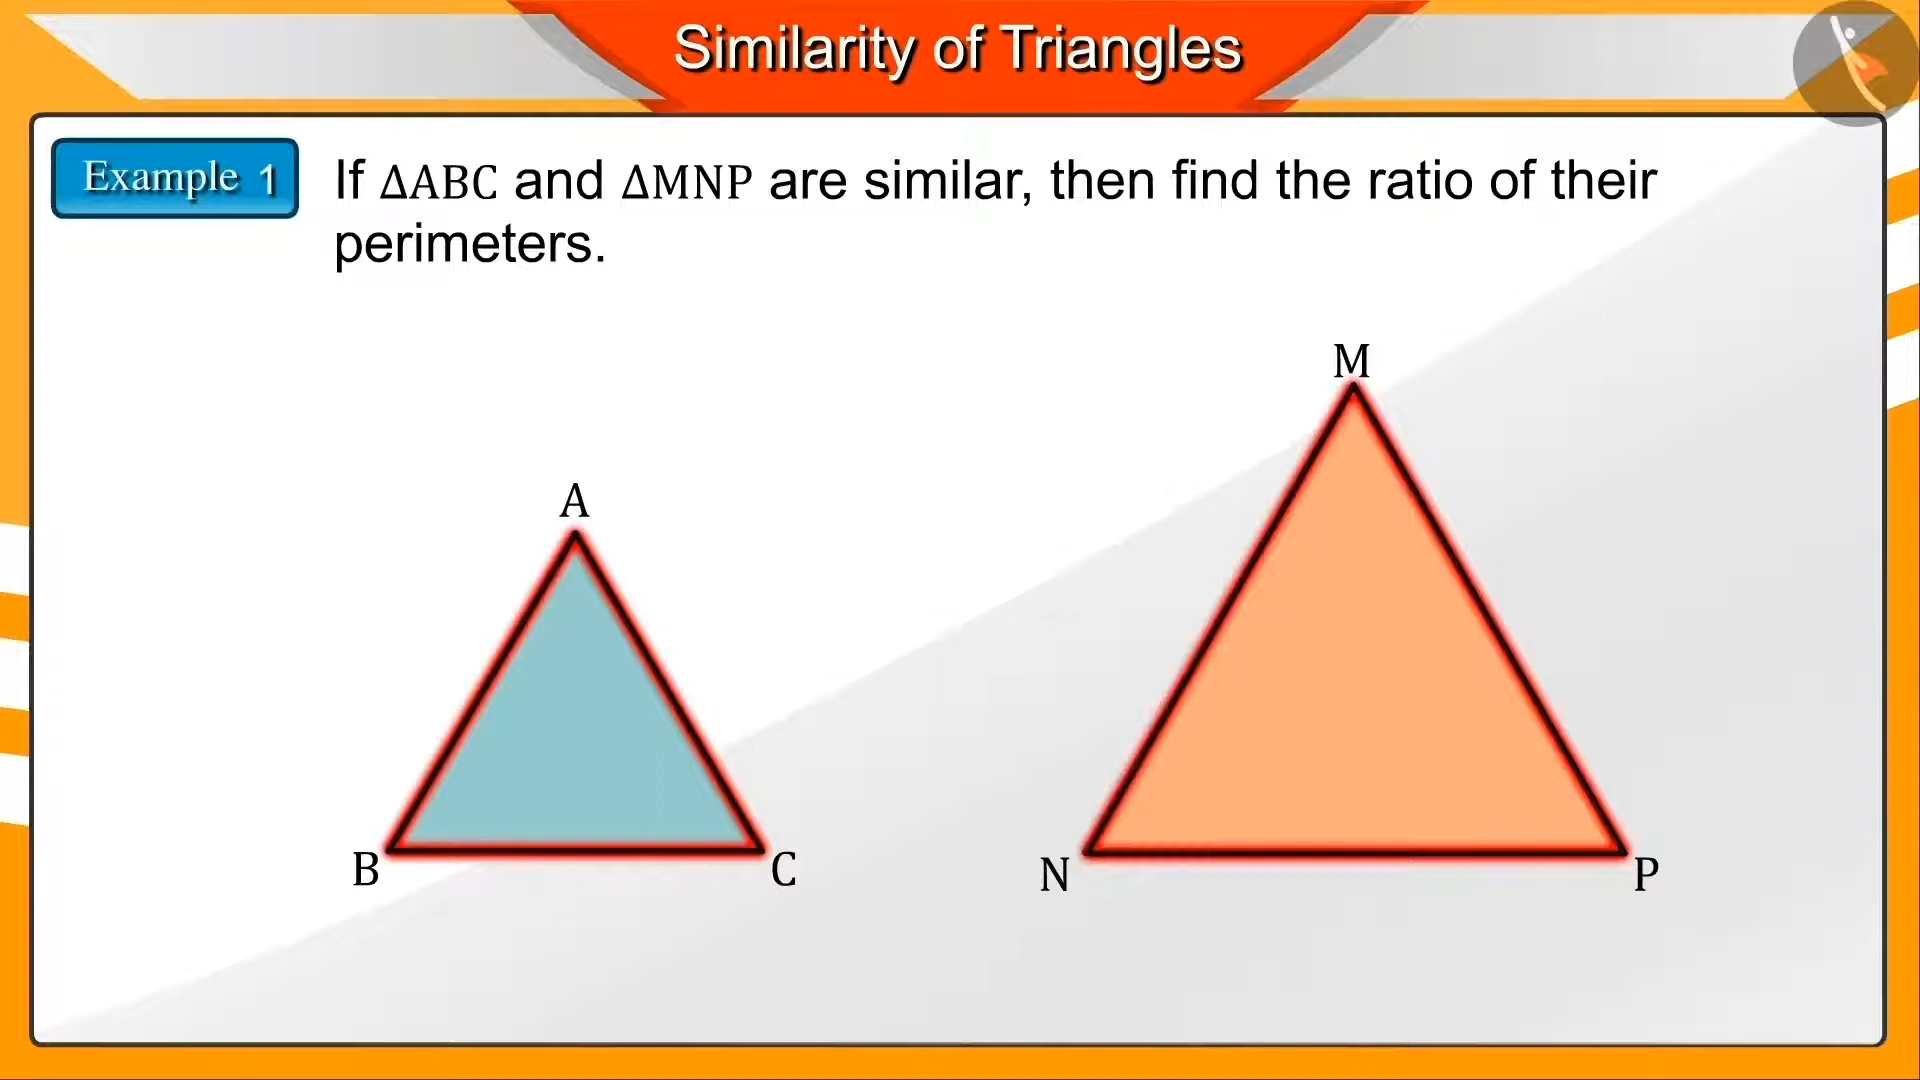 Similarity of Triangles
Example 1
If ΔABC and ΔMNP are similar, then find the ratio of their
perimeters.
M
A
B
C
N
P